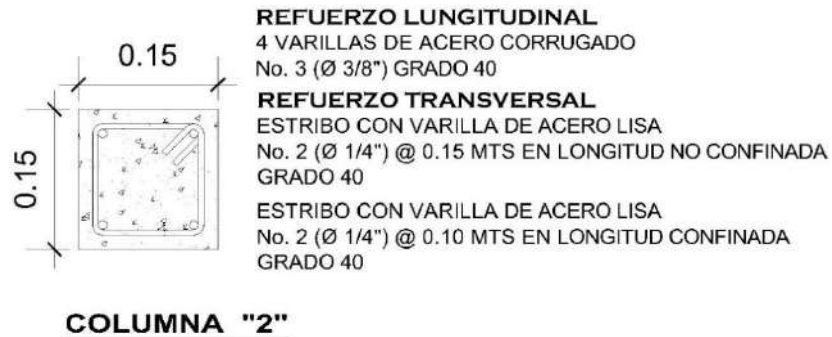 REFUERZO LUNGITUDINAL
4 VARILLAS DE ACERO CORRUGADO
No. 3 (Ø 3/8") GRADO 40
REFUERZO TRANSVERSAL
ESTRIBO CON VARILLA DE ACERO LISA
No. 2 (Ø 1/4") @ 0.15 MTS EN LONGITUD NO CONFINADA
GRADO 40
ESTRIBO CON VARILLA DE ACERO LISA
No. 2 (Ø 1/4") @ 0.10 MTS EN LONGITUD CONFINADA
GRADO 40
0.15
0.15
COLUMNA "2"